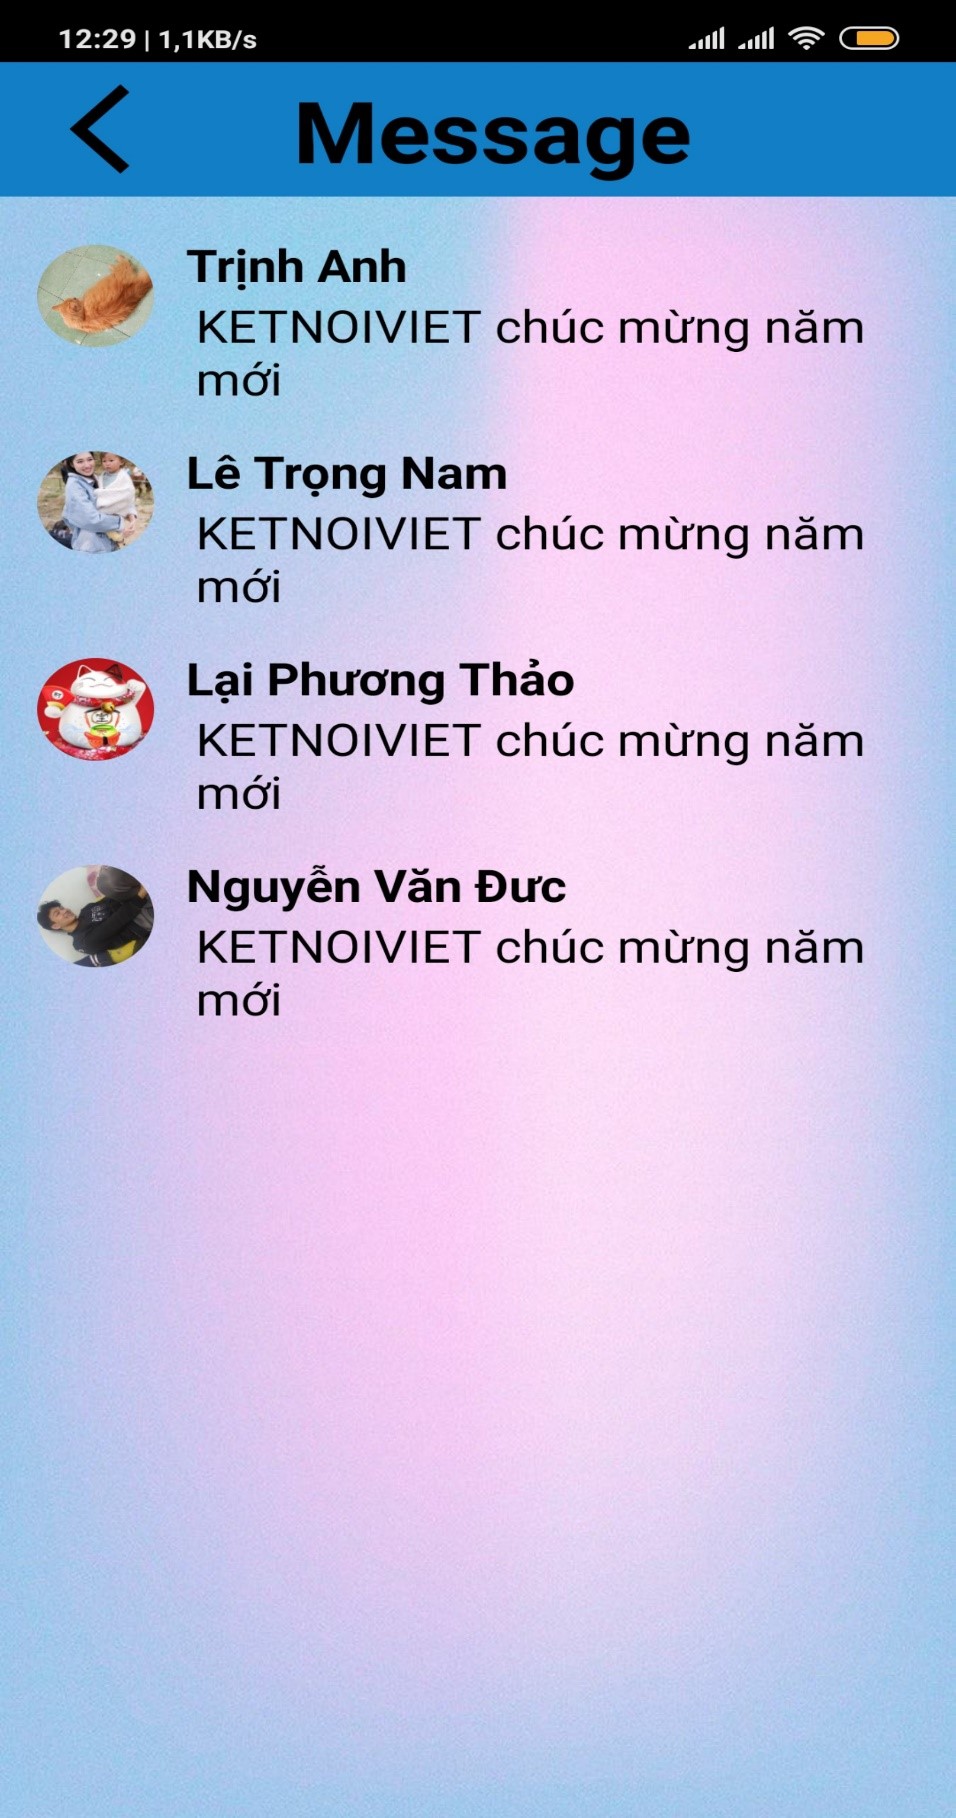 12:29 | 1,1KB/s
Message
Trịnh Anh
KETNOIVIET chúc mừng năm
mới
Lê Trọng Nam
KETNOIVIET chúc mừng năm
mới
Lại Phương Thảo
KETNOIVIET chúc mừng năm
mới
Nguyễn Văn Đưc
KETNOIVIET chúc mừng năm
mới